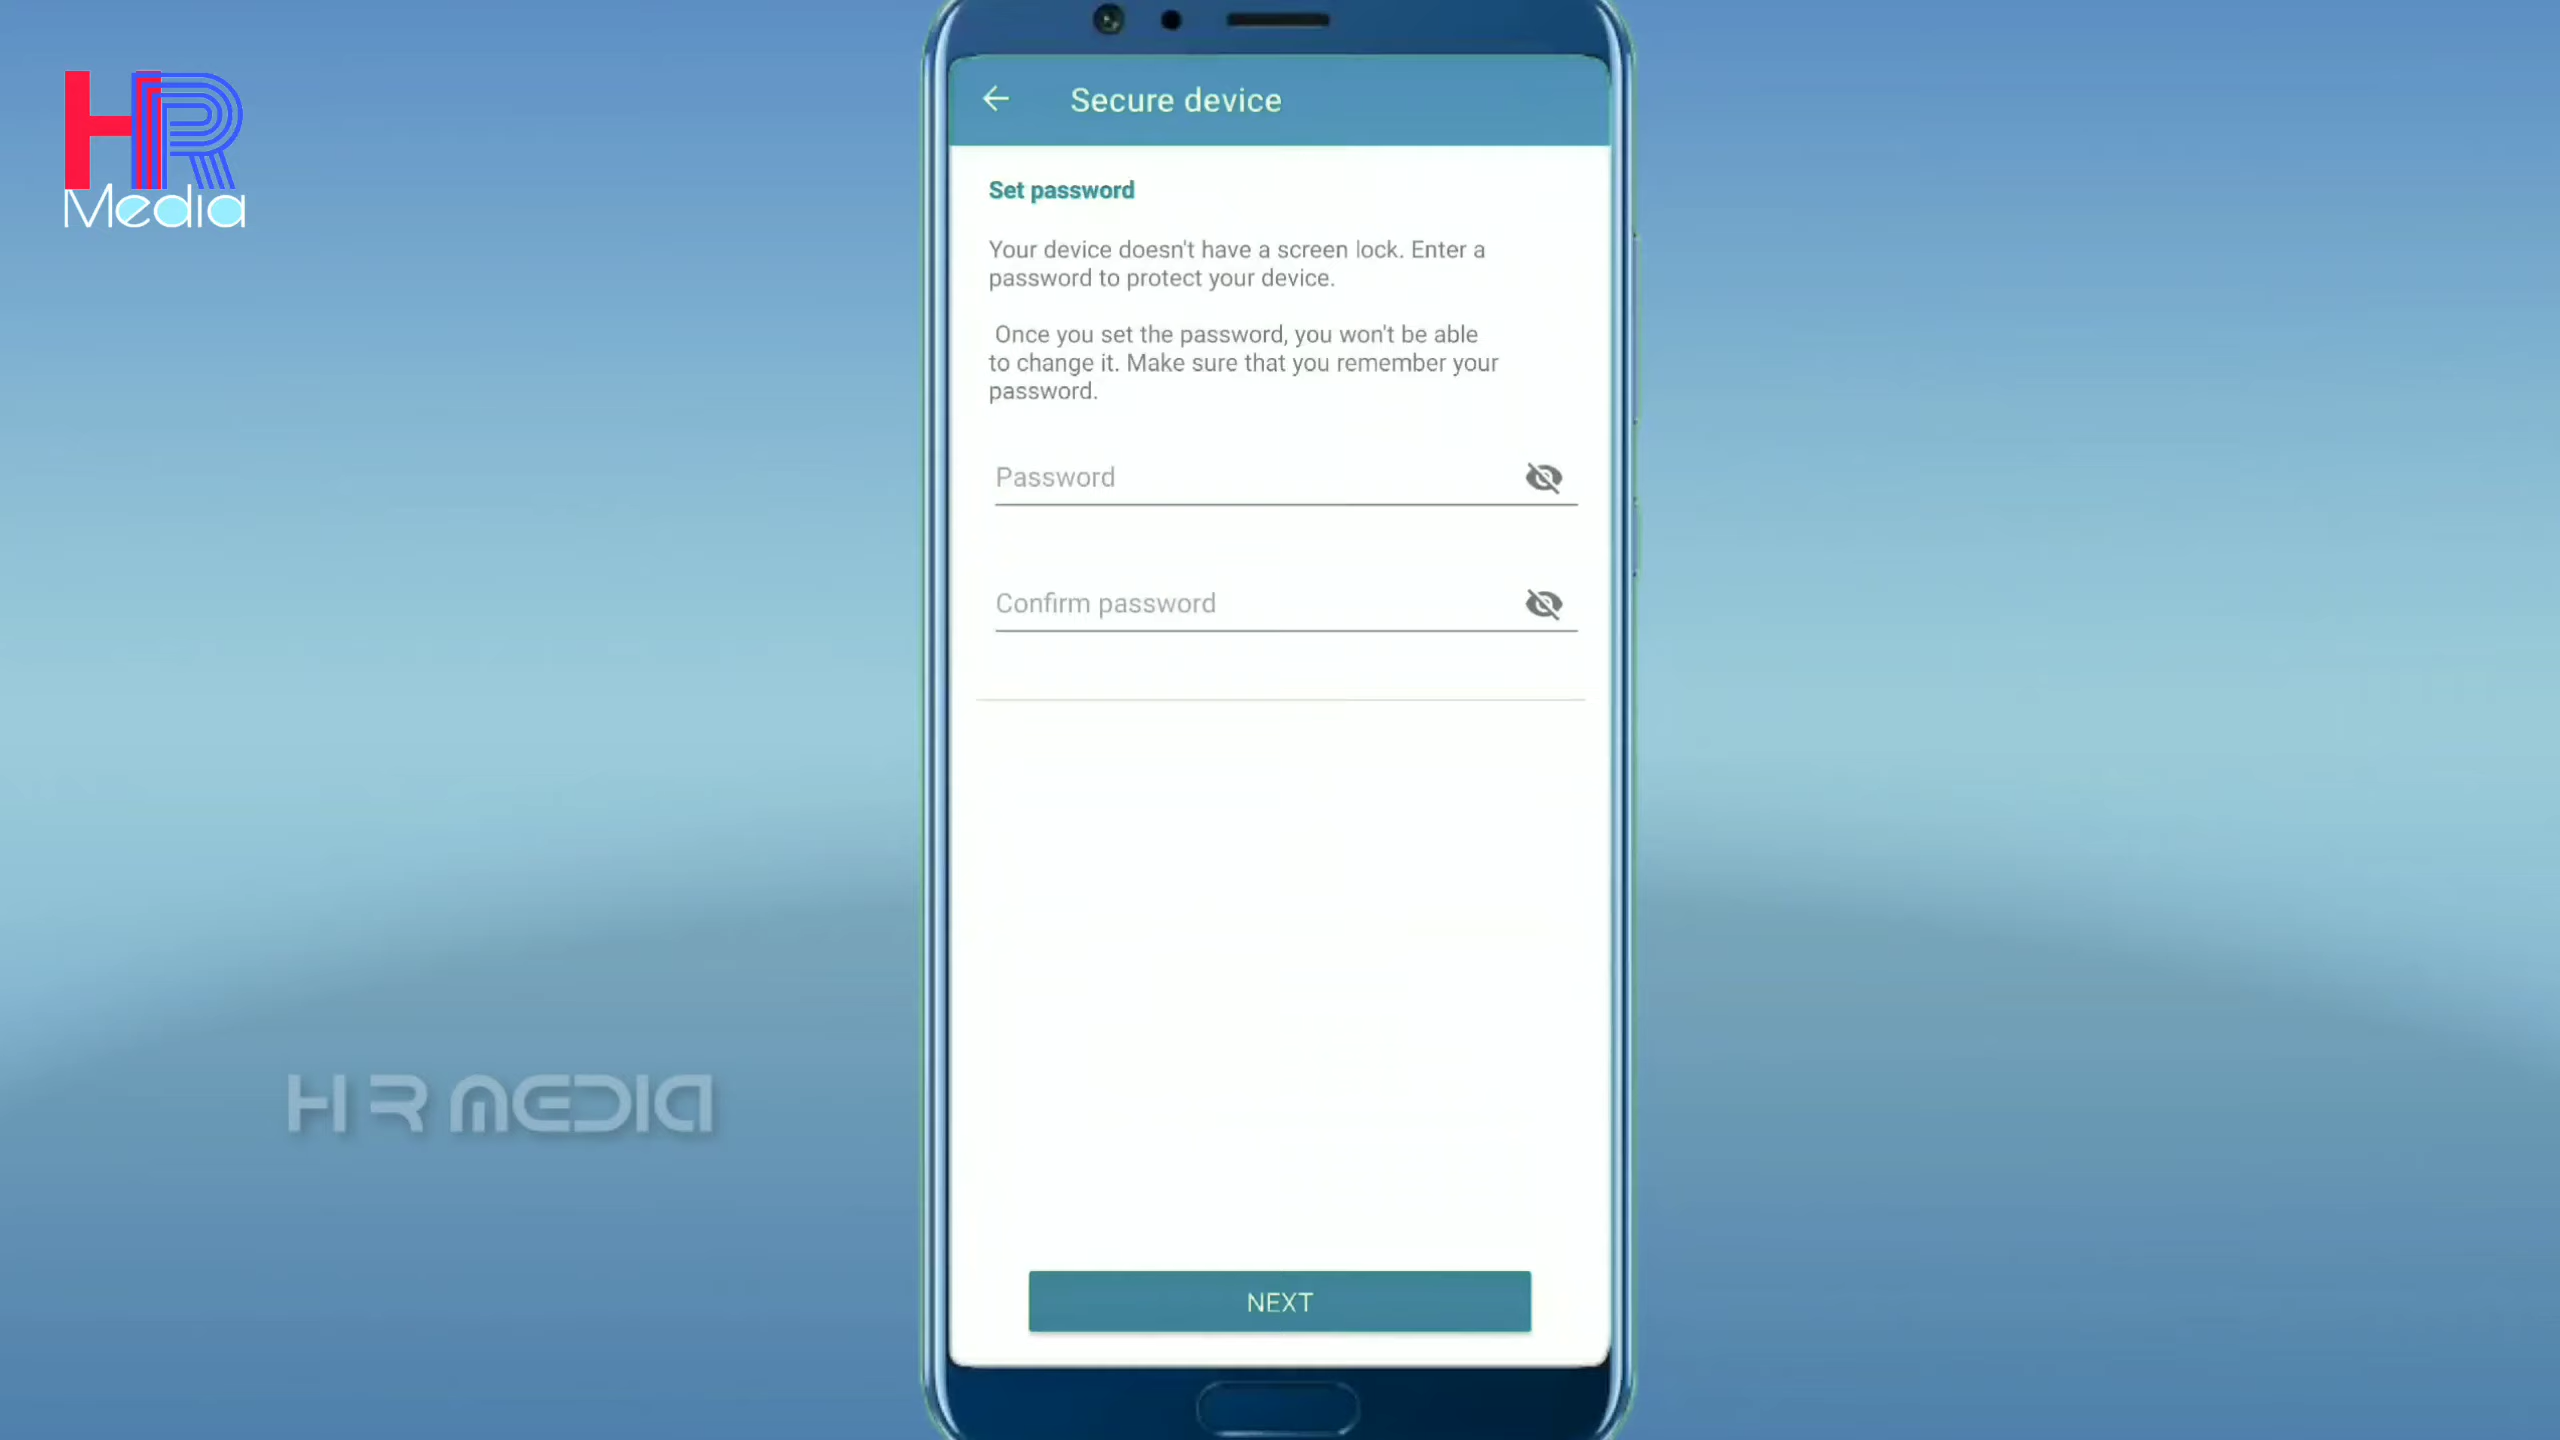 HR
Media
Secure device
Set password
Your device doesn't have a screen lock. Enter a
password to protect your device.
Once you set the password, you won't be able
to change it. Make sure that you remember your
password.
Password
Confirm password
H R MEDIA
NEXT